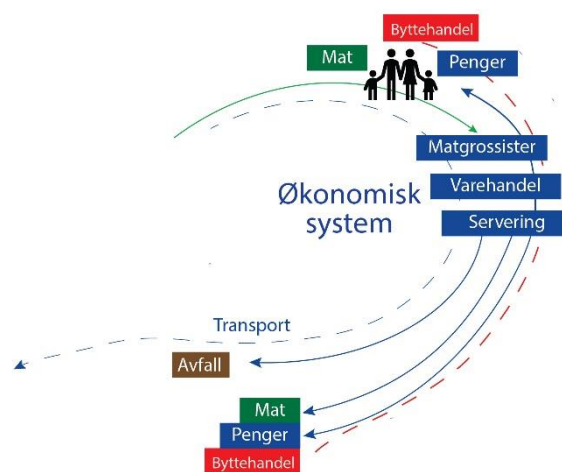 Byttehandel
Mat
Penger
Matgrossister
Varehandel
Økonomisk
system
Servering
Transport
Avfall
Mat
Penger
Byttehandel